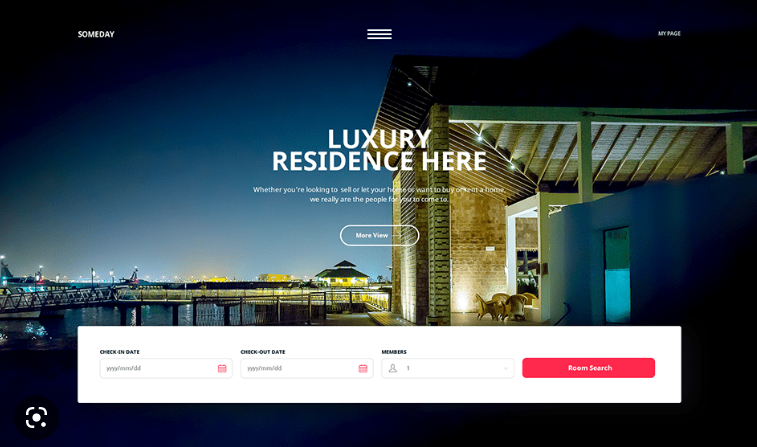 SOMEDAY
MY PAGE
LUXURY
RESIDENCE HERE
Whether you're looking to sell or let your home or want to buy or rent a home,
we really are the people for you to come to.
More View
CHECK-IN DATE
CHECK-OUT DATE
MEMBERS
yyyy/mm/dd
yyyy/mm/dd
1
Room Search